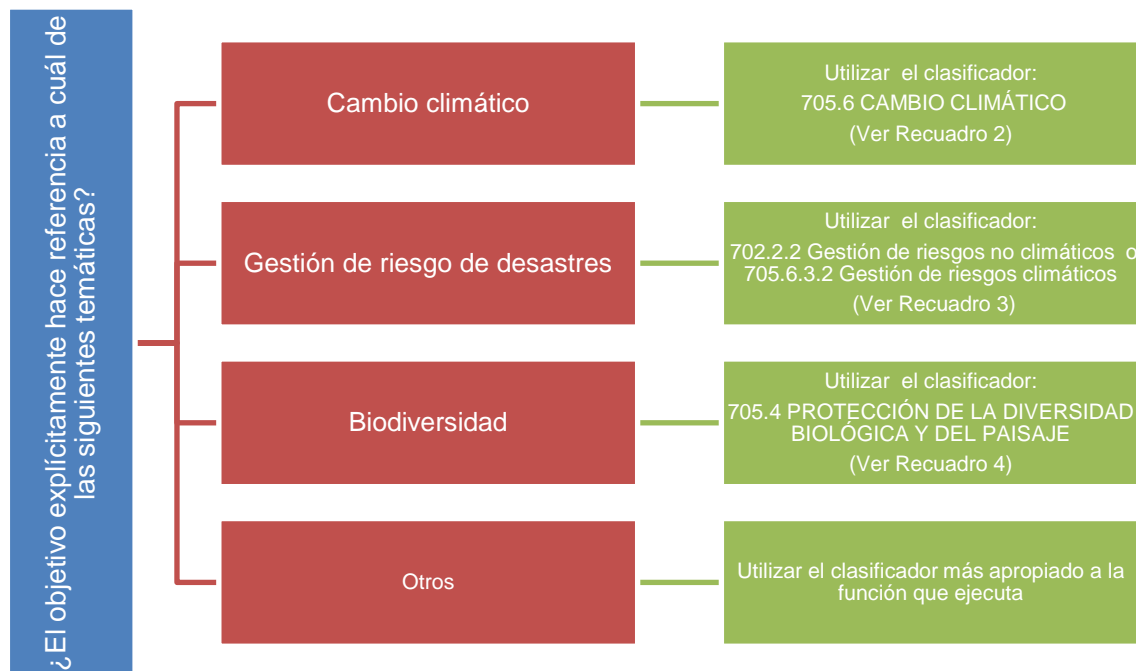 ¿El objetivo explícitamente hace referencia a cuál de
las siguientes temáticas?
Cambio climático
Utilizar el clasificador:
705.6 CAMBIO CLIMÁTICO
(Ver Recuadro 2)
Gestión de riesgo de desastres
Utilizar el clasificador:
702.2.2 Gestión de riesgos no climáticos o
705.6.3.2 Gestión de riesgos climáticos
(Ver Recuadro 3)
Biodiversidad
Utilizar el clasificador:
705.4 PROTECCIÓN DE LA DIVERSIDAD
BIOLÓGICA Y DEL PAISAJE
(Ver Recuadro 4)
Otros
Utilizar el clasificador más apropiado a la
función que ejecuta